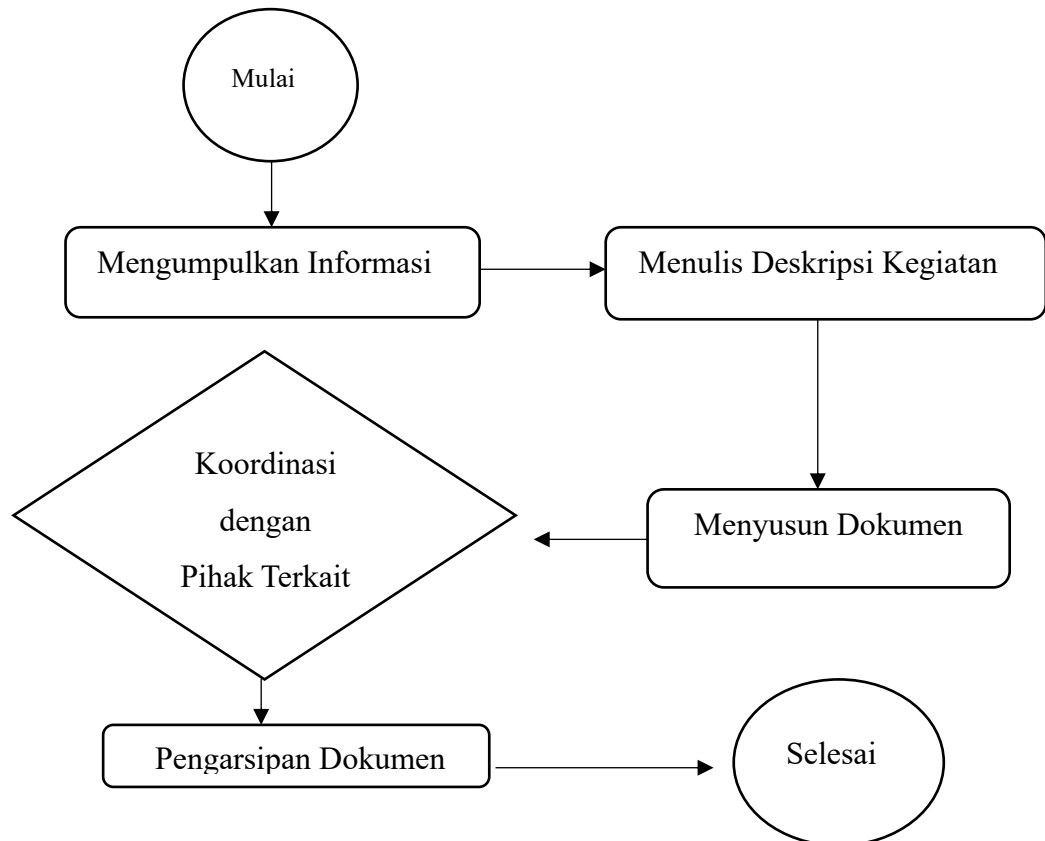 Mulai
Mengumpulkan Informasi
Menulis Deskripsi Kegiatan
Menyusun Dokumen
Koordinasi
dengan
Pihak Terkait
Pengarsipan Dokumen
Selesai